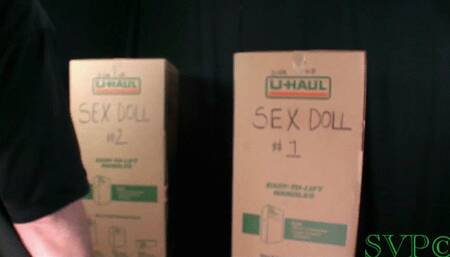 U-HAUL
SEX DOLL
#2
EASY-TO-LIFT
HANDLES
U-HAUL
SEX DOLL
#1
EASY-TO-LIFT
HANDLES
SVP©